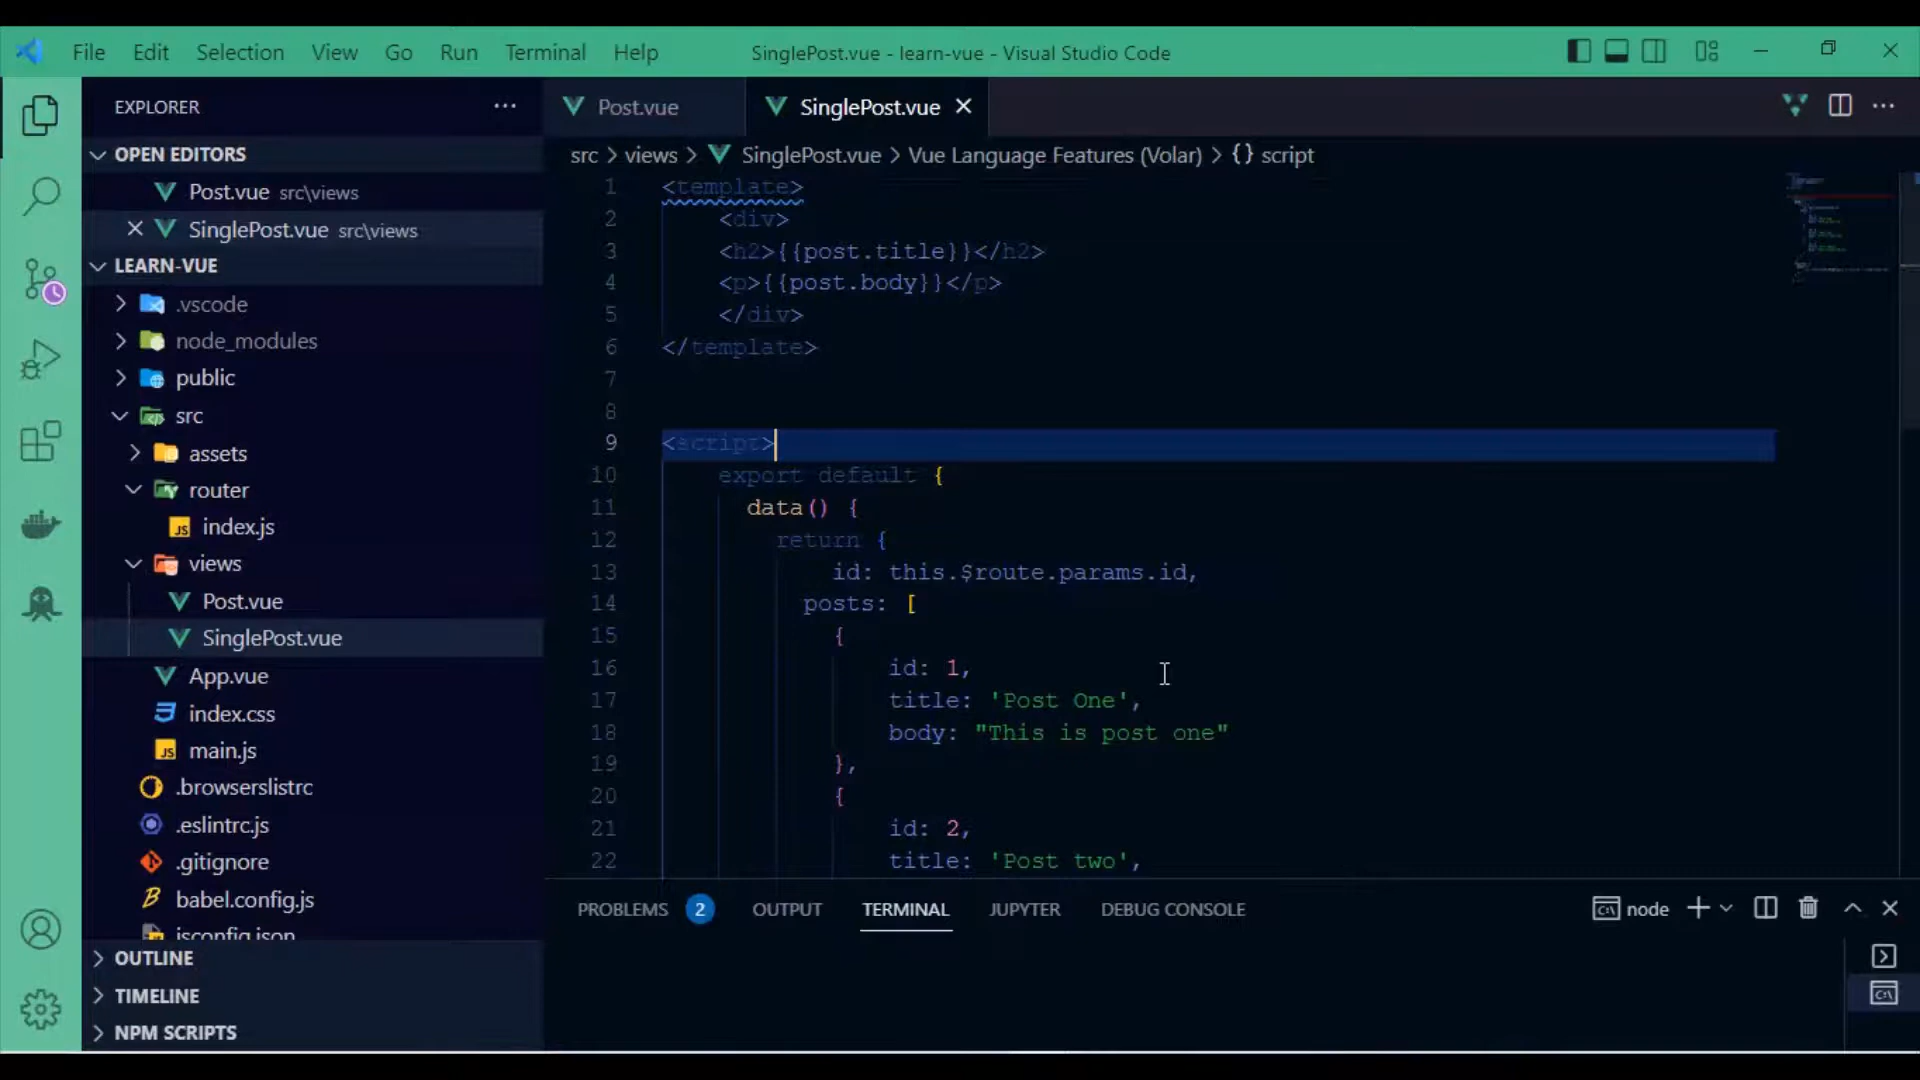 File Edit Selection View Go Run Terminal Help
SinglePost.vue - learn-vue - Visual Studio Code
EXPLORER
OPEN EDITORS
Post.vue src\views
SinglePost.vue src\views
LEARN-VUE
.vscode
node_modules
public
src
assets
router
index.js
views
Post.vue
SinglePost.vue
App.vue
index.css
main.js
.browserslistrc
.eslintrc.js
.gitignore
babel.config.js
jsconfig.json
OUTLINE
TIMELINE
NPM SCRIPTS
Post.vue
SinglePost.vue
src > views > SinglePost.vue > Vue Language Features (Volar) > {} script
1 <template>
2 <div>
3 <h2>{{post.title}}</h2>
4 <p>{{post.body}}</p>
5 </div>
6 </template>
7
8
9 <script>
10 export default {
11 data() {
12 return {
13 id: this.$route.params.id,
14 posts: [
15 {
16 id: 1,
17 title: 'Post One',
18 body: "This is post one"
19 },
20 {
21 id: 2,
22 title: 'Post two',
PROBLEMS 2 OUTPUT TERMINAL JUPYTER DEBUG CONSOLE
node